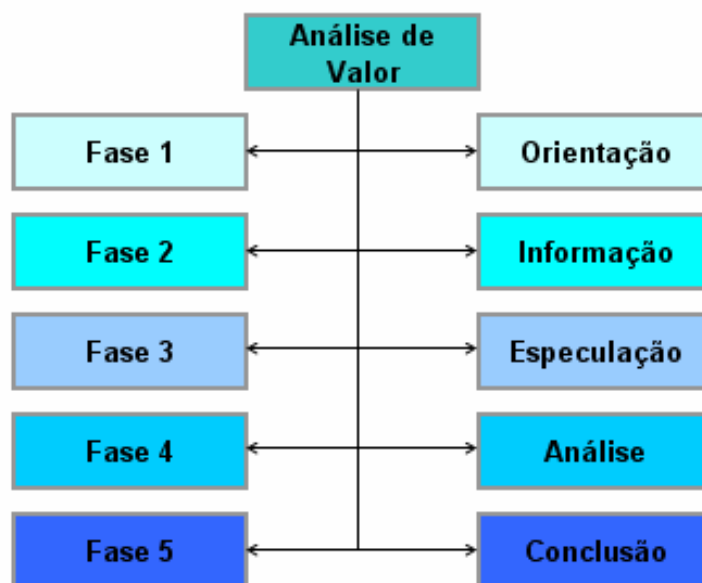 Análise de
Valor
Fase 1
Orientação
Fase 2
Informação
Fase 3
Especulação
Fase 4
Análise
Fase 5
Conclusão